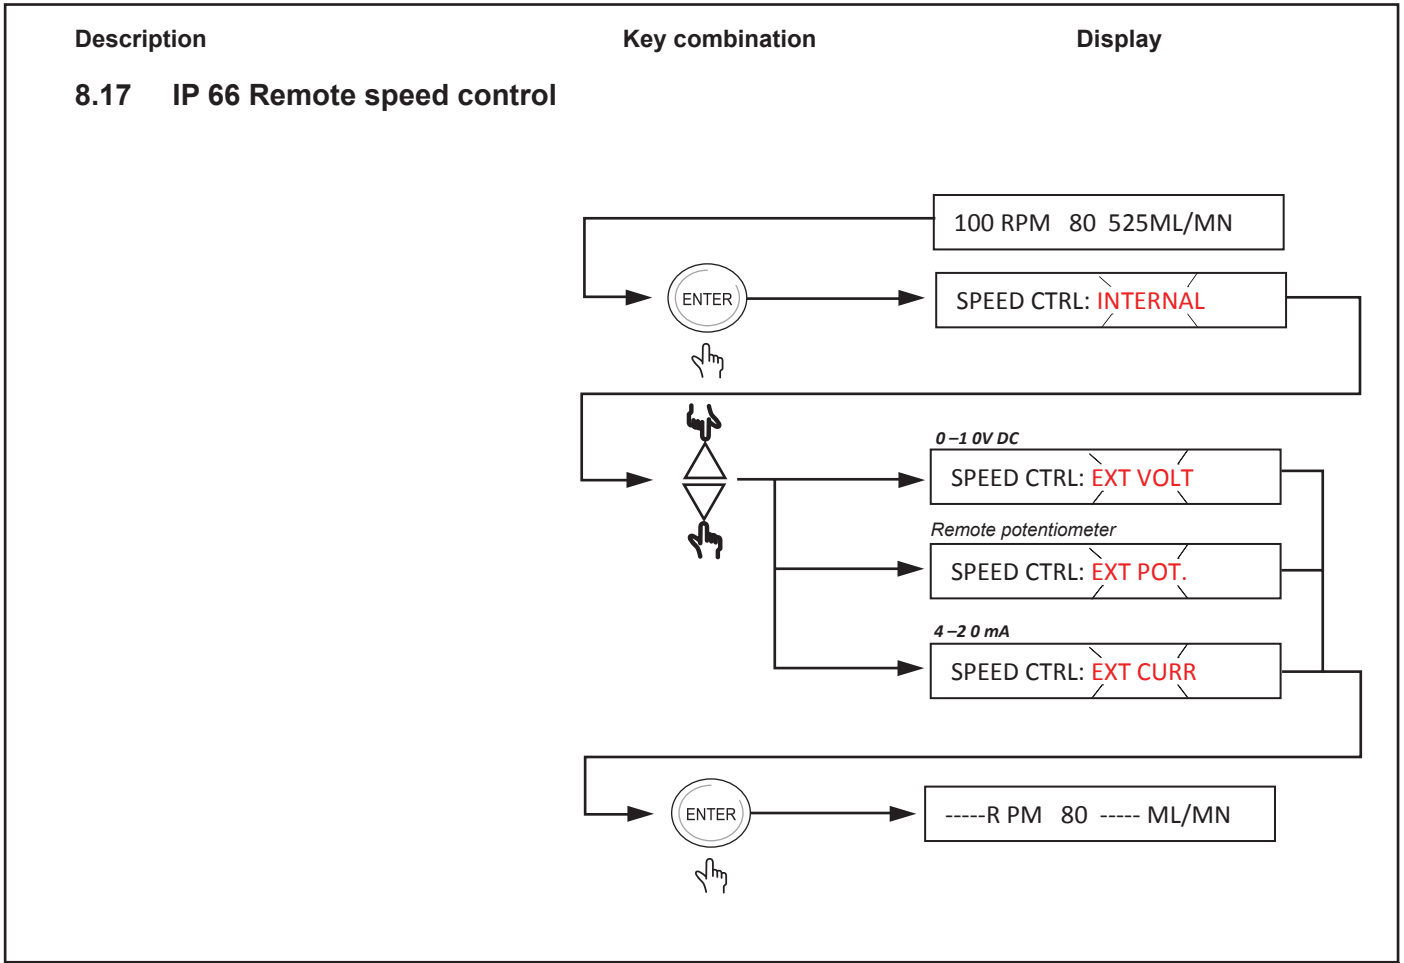 Description Key combination Display
8.17 IP 66 Remote speed control
100 RPM 80 525ML/MN
ENTER
SPEED CTRL: INTERNAL
0 –1 0V DC
SPEED CTRL: EXT VOLT
Remote potentiometer
SPEED CTRL: EXT POT.
4 –2 0 mA
SPEED CTRL: EXT CURR
ENTER
-----R PM 80 ----- ML/MN